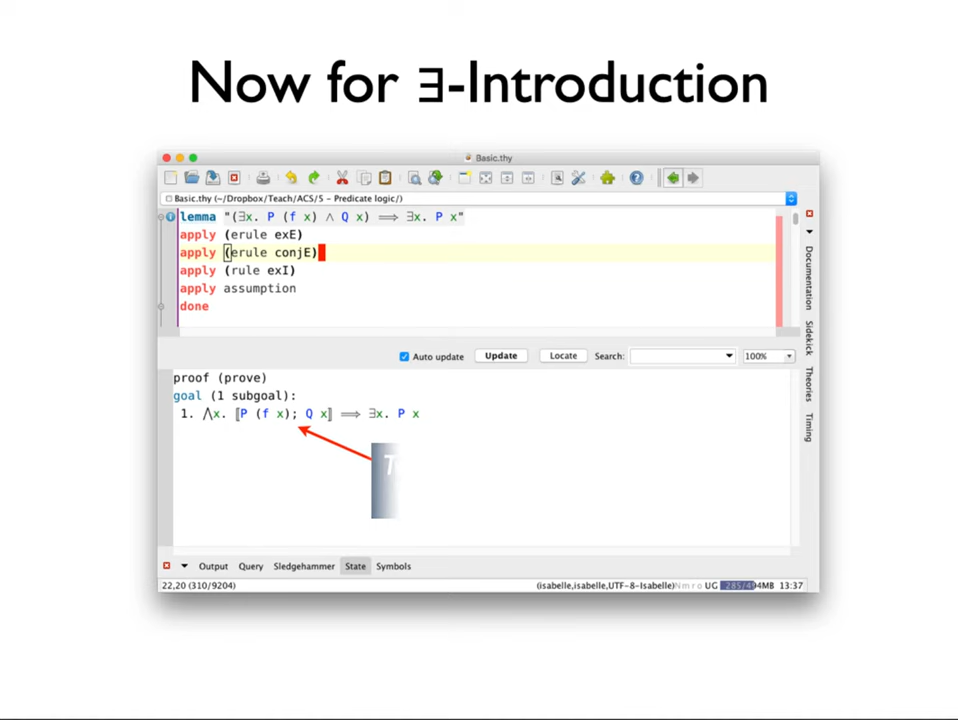 Now for ∃-Introduction
Basic.thy
Basic.thy (~/Dropbox/Teach/ACS/5 - Predicate logic/)
lemma "(∃x. P (f x) ∧ Q x) ⟹ ∃x. P x"
apply (erule exE)
apply (erule conjE)
apply (rule exI)
apply assumption
done
Documentation
Sidekick
Theories
Timing
Auto update
Update
Locate
Search:
100%
proof (prove)
goal (1 subgoal):
1. ⋀x. ⟦P (f x); Q x⟧ ⟹ ∃x. P x
Output
Query
Sledgehammer
State
Symbols
22,20 (310/9204)
(isabelle,isabelle,UTF-8-Isabelle)N m r o UG
13:37